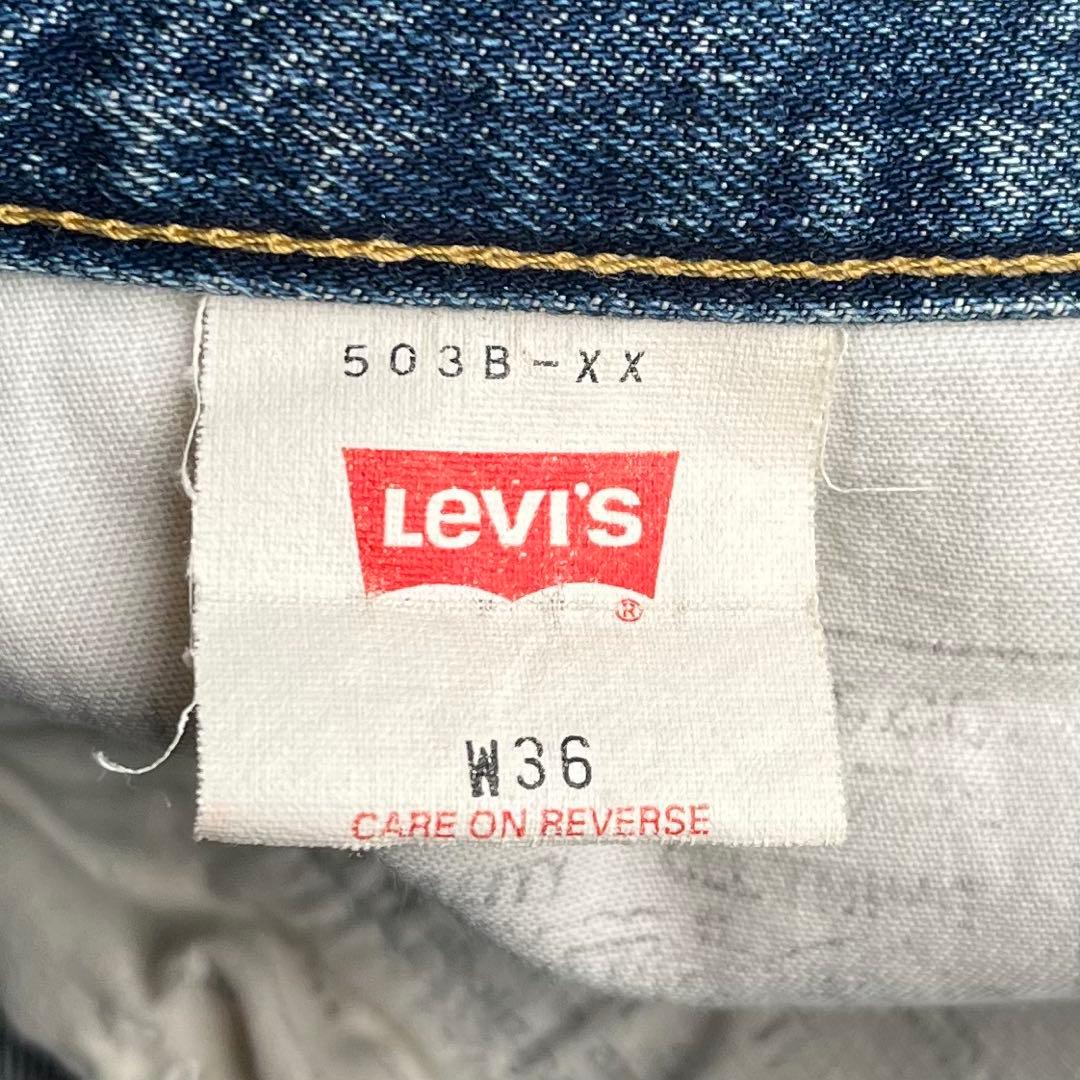 503B-XX
LEVI'S
®
W36
CARE ON REVERSE